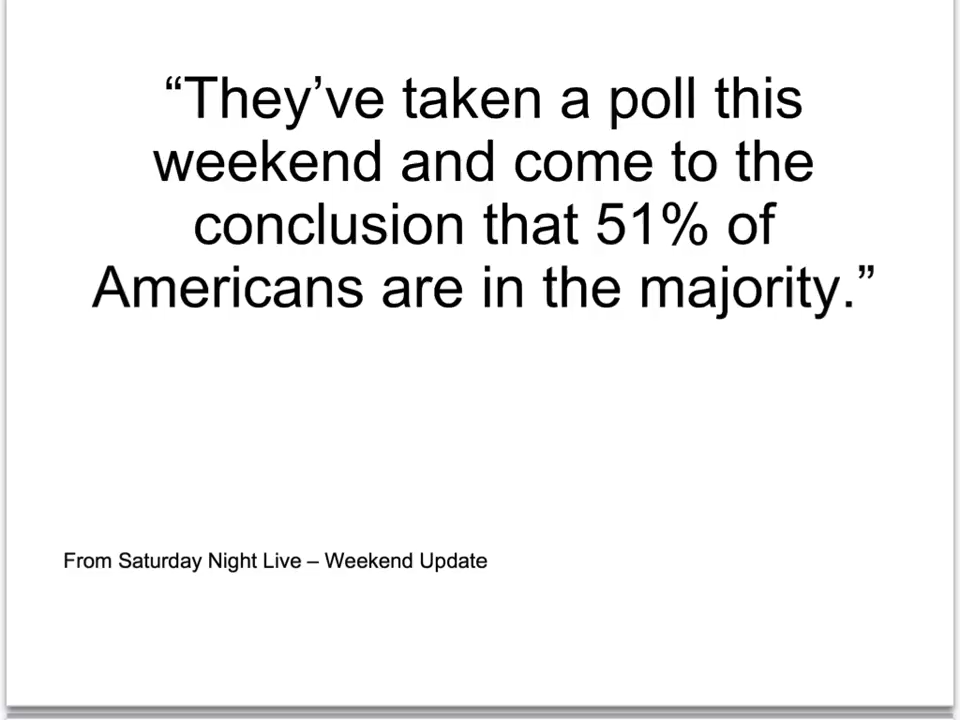 “They’ve taken a poll this
weekend and come to the
conclusion that 51% of
Americans are in the majority.”
From Saturday Night Live – Weekend Update